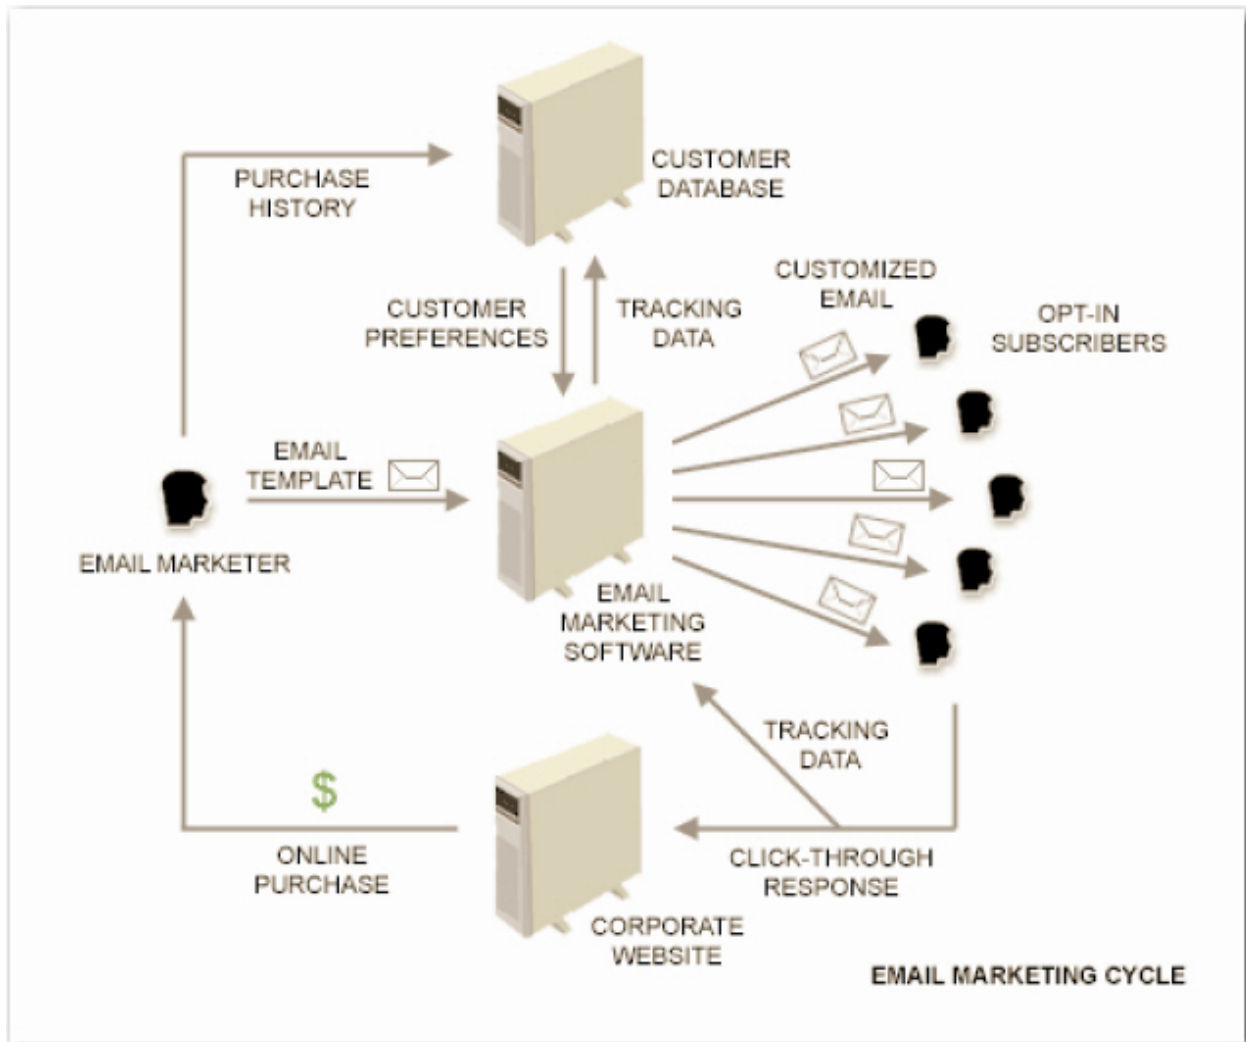 CUSTOMER
DATABASE
PURCHASE
HISTORY
CUSTOMER
PREFERENCES
TRACKING
DATA
CUSTOMIZED
EMAIL
OPT-IN
SUBSCRIBERS
EMAIL
TEMPLATE
EMAIL MARKETER
EMAIL
MARKETING
SOFTWARE
TRACKING
DATA
$
ONLINE
PURCHASE
CLICK-THROUGH
RESPONSE
CORPORATE
WEBSITE
EMAIL MARKETING CYCLE